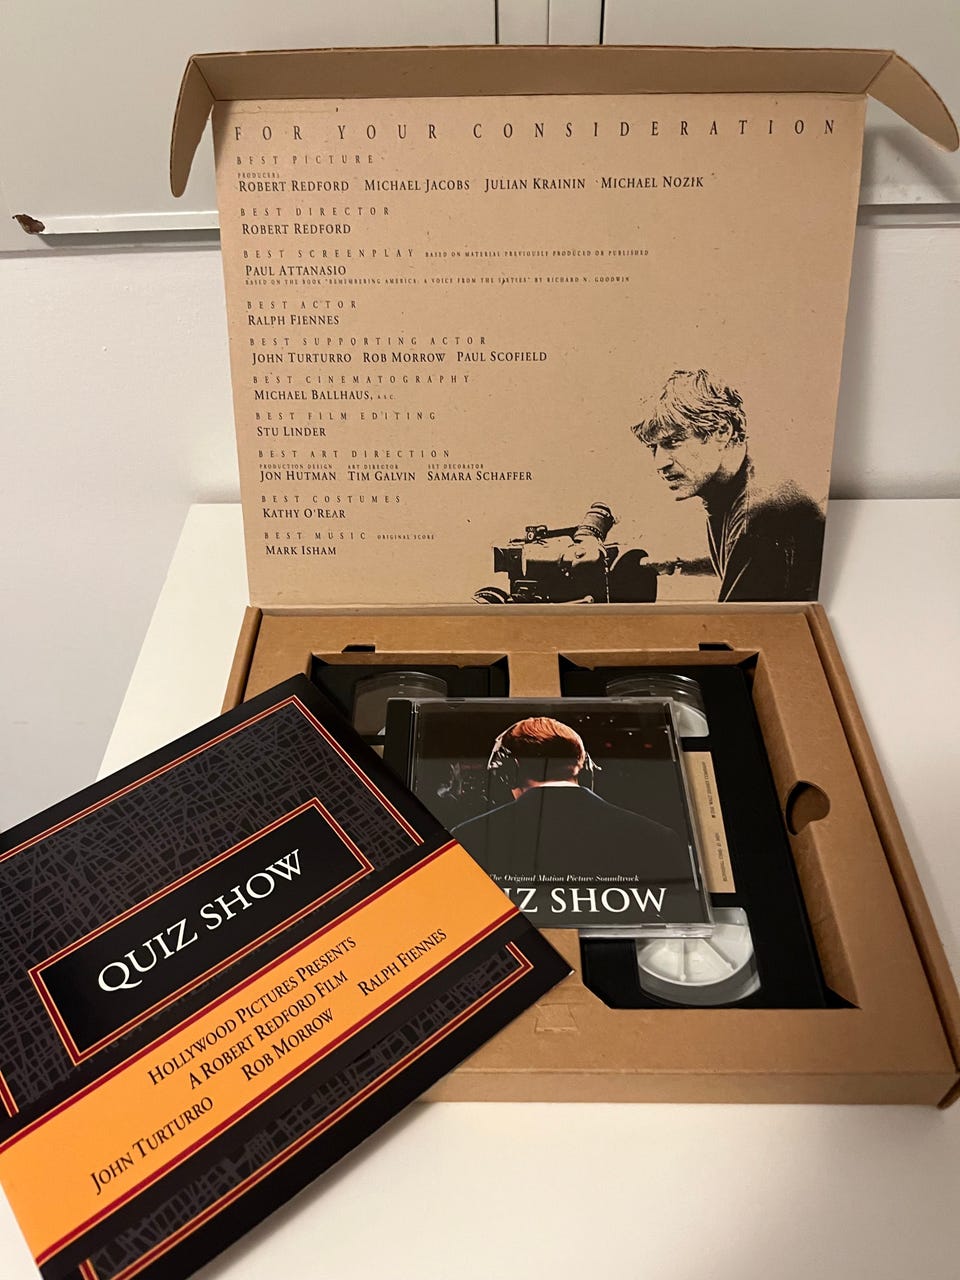 FOR YOUR CONSIDERATION
BEST PICTURE
PRODUCERS
ROBERT REDFORD MICHAEL JACOBS JULIAN KRAININ MICHAEL NOZIK
BEST DIRECTOR
ROBERT REDFORD
BEST SCREENPLAY BASED ON MATERIAL PREVIOUSLY PRODUCED OR PUBLISHED
PAUL ATTANASIO
BASED ON THE BOOK "REMEMBERING AMERICA: A VOICE FROM THE SIXTIES" BY RICHARD N. GOODWIN
BEST ACTOR
RALPH FIENNES
BEST SUPPORTING ACTOR
JOHN TURTURRO ROB MORROW PAUL SCOFIELD
BEST CINEMATOGRAPHY
MICHAEL BALLHAUS, A.S.C.
BEST FILM EDITING
STU LINDER
BEST ART DIRECTION
PRODUCTION DESIGN ART DIRECTOR SET DECORATOR
JON HUTMAN TIM GALVIN SAMARA SCHAFFER
BEST COSTUMES
KATHY O'REAR
BEST MUSIC ORIGINAL SCORE
MARK ISHAM
The Original Motion Picture Soundtrack
IZ SHOW
QUIZ SHOW
HOLLYWOOD PICTURES PRESENTS
A ROBERT REDFORD FILM
JOHN TURTURRO ROB MORROW RALPH FIENNES